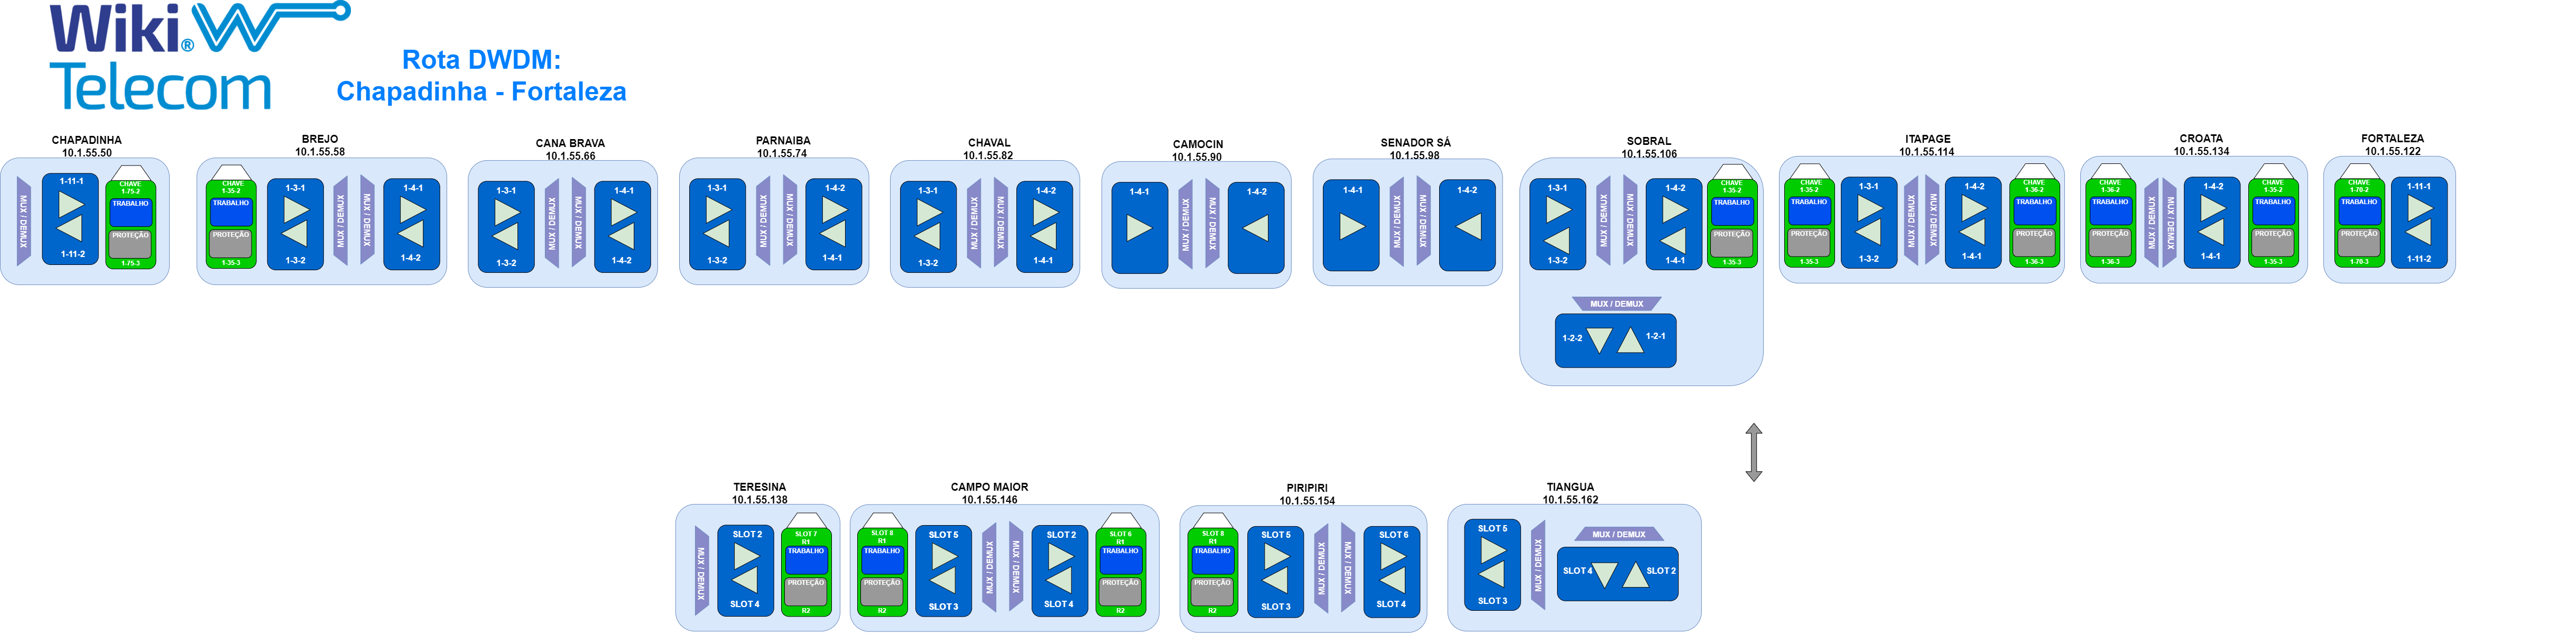 Wiki®
Telecom
Rota DWDM:
Chapadinha - Fortaleza
CHAPADINHA
10.1.55.50
MUX / DEMUX
1-11-1
1-11-2
CHAVE
1-75-2
TRABALHO
PROTEÇÃO
1-75-3
BREJO
10.1.55.58
CHAVE
1-35-2
TRABALHO
PROTEÇÃO
1-35-3
1-3-1
1-3-2
MUX / DEMUX
MUX / DEMUX
1-4-1
1-4-2
CANA BRAVA
10.1.55.66
1-3-1
1-3-2
MUX / DEMUX
MUX / DEMUX
1-4-1
1-4-2
PARNAIBA
10.1.55.74
1-3-1
1-3-2
MUX / DEMUX
MUX / DEMUX
1-4-2
1-4-1
CHAVAL
10.1.55.82
1-3-1
1-3-2
MUX / DEMUX
MUX / DEMUX
1-4-2
1-4-1
CAMOCIN
10.1.55.90
1-4-1
MUX / DEMUX
MUX / DEMUX
1-4-2
SENADOR SÁ
10.1.55.98
1-4-1
MUX / DEMUX
MUX / DEMUX
1-4-2
SOBRAL
10.1.55.106
1-3-1
1-3-2
MUX / DEMUX
MUX / DEMUX
1-4-2
1-4-1
CHAVE
1-35-2
TRABALHO
PROTEÇÃO
1-35-3
MUX / DEMUX
1-2-2
1-2-1
ITAPAGE
10.1.55.114
CHAVE
1-35-2
TRABALHO
PROTEÇÃO
1-35-3
1-3-1
1-3-2
MUX / DEMUX
MUX / DEMUX
1-4-2
1-4-1
CHAVE
1-36-2
TRABALHO
PROTEÇÃO
1-36-3
CROATA
10.1.55.134
CHAVE
1-36-2
TRABALHO
PROTEÇÃO
1-36-3
MUX / DEMUX
MUX / DEMUX
1-4-2
1-4-1
CHAVE
1-35-2
TRABALHO
PROTEÇÃO
1-35-3
FORTALEZA
10.1.55.122
CHAVE
1-70-2
TRABALHO
PROTEÇÃO
1-70-3
1-11-1
1-11-2
TERESINA
10.1.55.138
MUX / DEMUX
SLOT 2
SLOT 4
SLOT 7
R1
TRABALHO
PROTEÇÃO
R2
CAMPO MAIOR
10.1.55.146
SLOT 8
R1
TRABALHO
PROTEÇÃO
R2
SLOT 5
SLOT 3
MUX / DEMUX
MUX / DEMUX
SLOT 2
SLOT 4
SLOT 6
R1
TRABALHO
PROTEÇÃO
R2
PIRIPIRI
10.1.55.154
SLOT 8
R1
TRABALHO
PROTEÇÃO
R2
SLOT 5
SLOT 3
MUX / DEMUX
MUX / DEMUX
SLOT 6
SLOT 4
TIANGUA
10.1.55.162
SLOT 5
SLOT 3
MUX / DEMUX
MUX / DEMUX
SLOT 4
SLOT 2